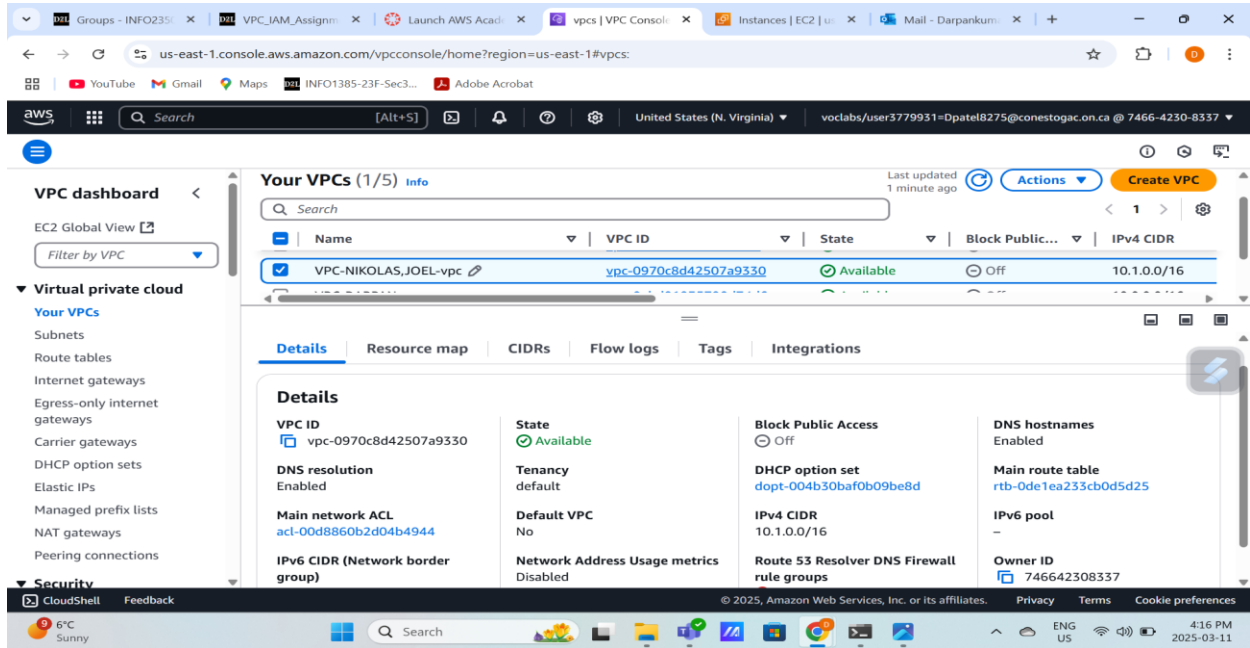 Groups - INFO235(
VPC_IAM_Assignm
Launch AWS Acad
vpcs | VPC Console
Instances | EC2 | us
Mail - Darpankum
us-east-1.console.aws.amazon.com/vpcconsole/home?region=us-east-1#vpcs:
D
YouTube Gmail Maps D2L INFO1385-23F-Sec3... Adobe Acrobat
aws Search [Alt+S] United States (N. Virginia) voclabs/user3779931=Dpatel8275@conestogac.on.ca @ 7466-4230-8337
VPC dashboard
EC2 Global View
Filter by VPC
Virtual private cloud
Your VPCs
Subnets
Route tables
Internet gateways
Egress-only internet
gateways
Carrier gateways
DHCP option sets
Elastic IPs
Managed prefix lists
NAT gateways
Peering connections
Security
Your VPCs (1/5) Info
Last updated
1 minute ago
Actions
Create VPC
Search
1
Name VPC ID State Block Public... IPv4 CIDR
VPC-NIKOLAS,JOEL-vpc vpc-0970c8d42507a9330 Available Off 10.1.0.0/16
Details Resource map CIDRs Flow logs Tags Integrations
Details
VPC ID
vpc-0970c8d42507a9330
State
Available
Block Public Access
Off
DNS hostnames
Enabled
DNS resolution
Enabled
Tenancy
default
DHCP option set
dopt-004b30baf0b09be8d
Main route table
rtb-0de1ea233cb0d5d25
Main network ACL
acl-00d8860b2d04b4944
Default VPC
No
IPv4 CIDR
10.1.0.0/16
IPv6 pool
–
IPv6 CIDR (Network border
group)
Network Address Usage metrics
Disabled
Route 53 Resolver DNS Firewall
rule groups
Owner ID
746642308337
CloudShell Feedback © 2025, Amazon Web Services, Inc. or its affiliates. Privacy Terms Cookie preferences
9
6°C
Sunny
Search
ENG
US
4:16 PM
2025-03-11